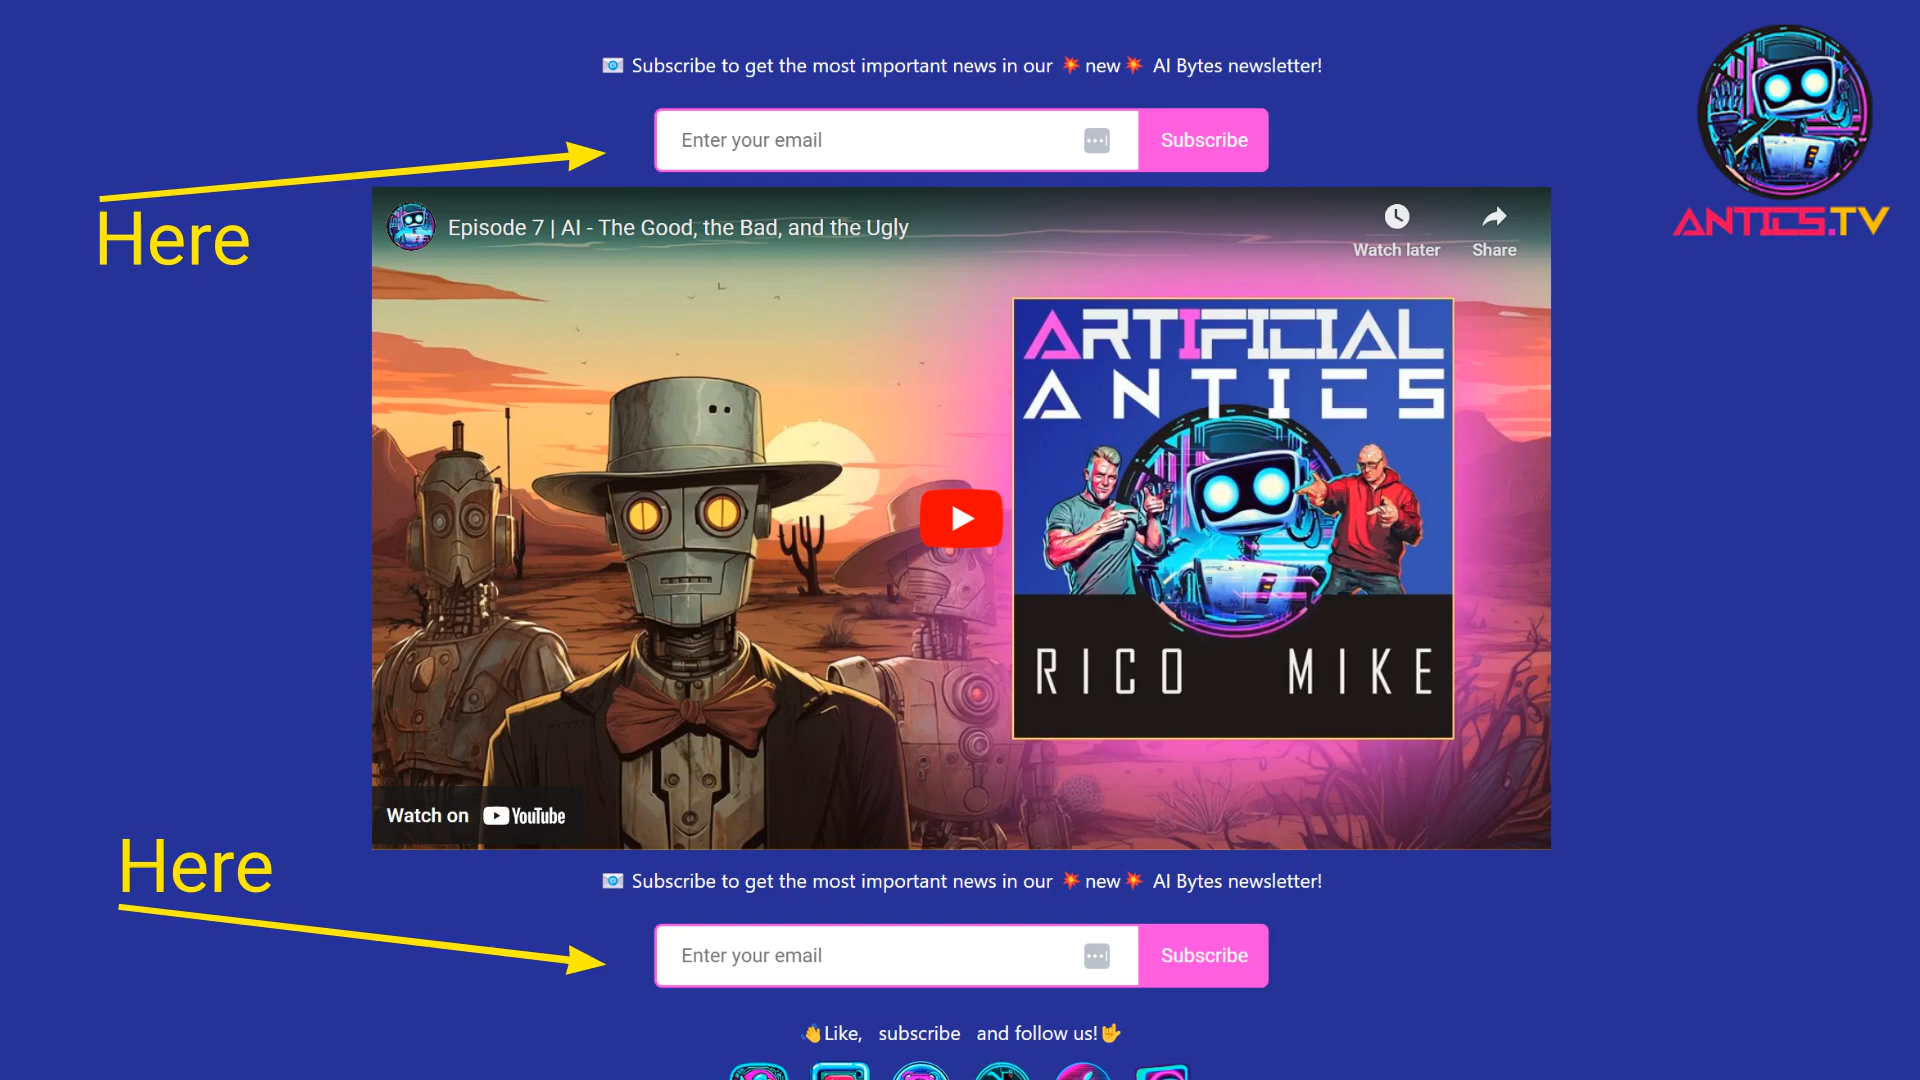 📧 Subscribe to get the most important news in our 💥new💥 AI Bytes newsletter!
Enter your email
Subscribe
ANTICS.TV
Here
Episode 7 | AI - The Good, the Bad, and the Ugly
Watch later
Share
ARTIFICIAL
ANTICS
RICO MIKE
Watch on YouTube
Here
📧 Subscribe to get the most important news in our 💥new💥 AI Bytes newsletter!
Enter your email
Subscribe
👋Like, subscribe and follow us!🤟